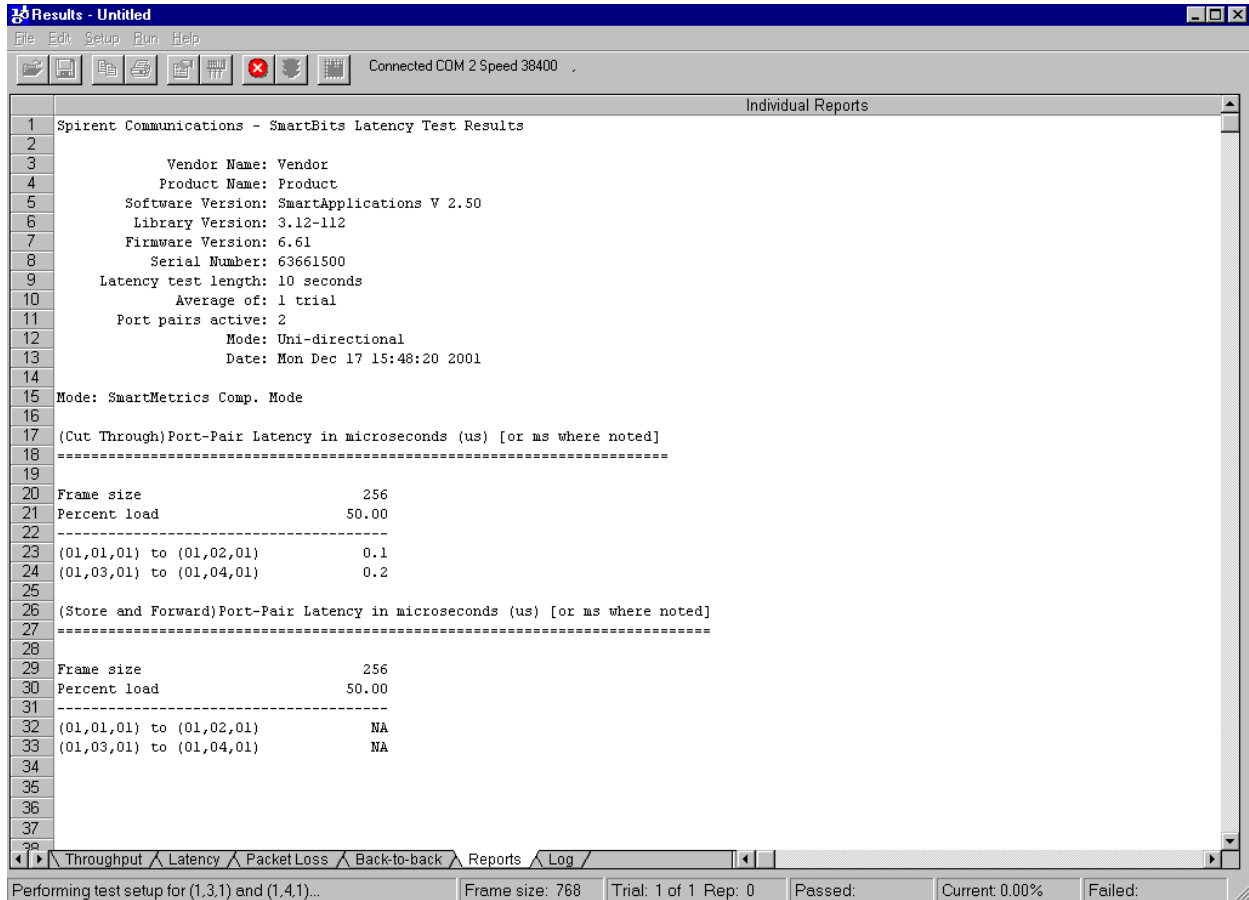 Results - Untitled
File Edit Setup Run Help
Connected COM 2 Speed 38400 ,
Individual Reports
1 Spirent Communications - SmartBits Latency Test Results
2
3 Vendor Name: Vendor
4 Product Name: Product
5 Software Version: SmartApplications V 2.50
6 Library Version: 3.12-112
7 Firmware Version: 6.61
8 Serial Number: 63661500
9 Latency test length: 10 seconds
10 Average of: 1 trial
11 Port pairs active: 2
12 Mode: Uni-directional
13 Date: Mon Dec 17 15:48:20 2001
14
15 Mode: SmartMetrics Comp. Mode
16
17 (Cut Through)Port-Pair Latency in microseconds (us) [or ms where noted]
18 ========================================================================
19
20 Frame size 256
21 Percent load 50.00
22 ---------------------------------------
23 (01,01,01) to (01,02,01) 0.1
24 (01,03,01) to (01,04,01) 0.2
25
26 (Store and Forward)Port-Pair Latency in microseconds (us) [or ms where noted]
27 =============================================================================
28
29 Frame size 256
30 Percent load 50.00
31 ---------------------------------------
32 (01,01,01) to (01,02,01) NA
33 (01,03,01) to (01,04,01) NA
34
35
36
37
38
Throughput Latency Packet Loss Back-to-back Reports Log
Performing test setup for (1,3,1) and (1,4,1)... Frame size: 768 Trial: 1 of 1 Rep: 0 Passed: Current: 0.00% Failed: